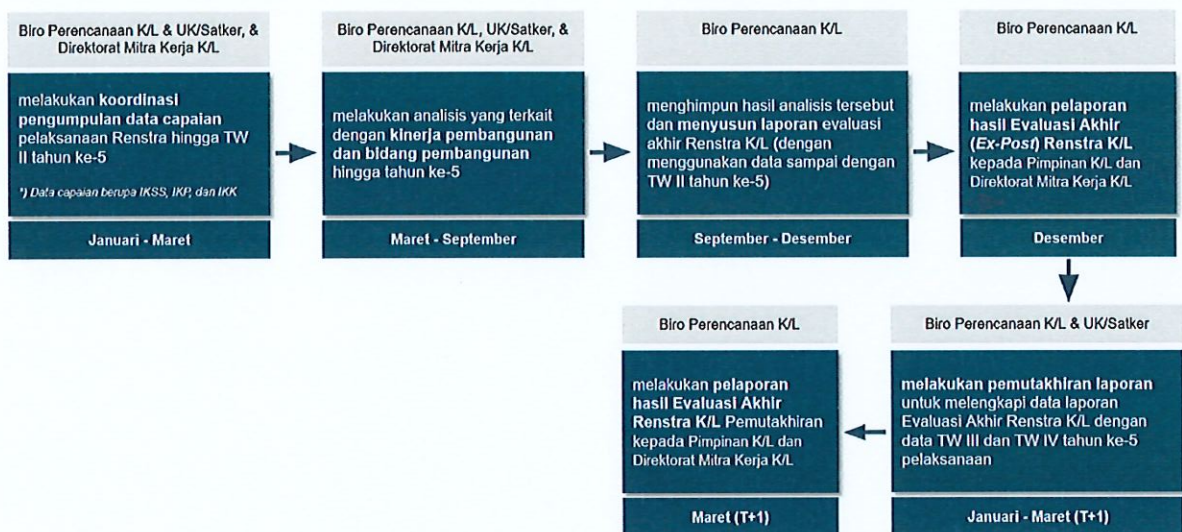 Biro Perencanaan K/L & UK/Satker, &
Direktorat Mitra Kerja K/L
melakukan koordinasi
pengumpulan data capaian
pelaksanaan Renstra hingga TW
II tahun ke-5
*) Data capaian berupa IKSS, IKP, dan IKK
Januari - Maret
Biro Perencanaan K/L, UK/Satker, &
Direktorat Mitra Kerja K/L
melakukan analisis yang terkait
dengan kinerja pembangunan
dan bidang pembangunan
hingga tahun ke-5
Maret - September
Biro Perencanaan K/L
menghimpun hasil analisis tersebut
dan menyusun laporan evaluasi
akhir Renstra K/L (dengan
menggunakan data sampai dengan
TW II tahun ke-5)
September - Desember
Biro Perencanaan K/L
melakukan pelaporan
hasil Evaluasi Akhir
(Ex-Post) Renstra K/L
kepada Pimpinan K/L dan
Direktorat Mitra Kerja K/L
Desember
Biro Perencanaan K/L & UK/Satker
melakukan pemutakhiran laporan
untuk melengkapi data laporan
Evaluasi Akhir Renstra K/L dengan
data TW III dan TW IV tahun ke-5
pelaksanaan
Januari - Maret (T+1)
Biro Perencanaan K/L
melakukan pelaporan
hasil Evaluasi Akhir
Renstra K/L Pemutakhiran
kepada Pimpinan K/L dan
Direktorat Mitra Kerja K/L
Maret (T+1)